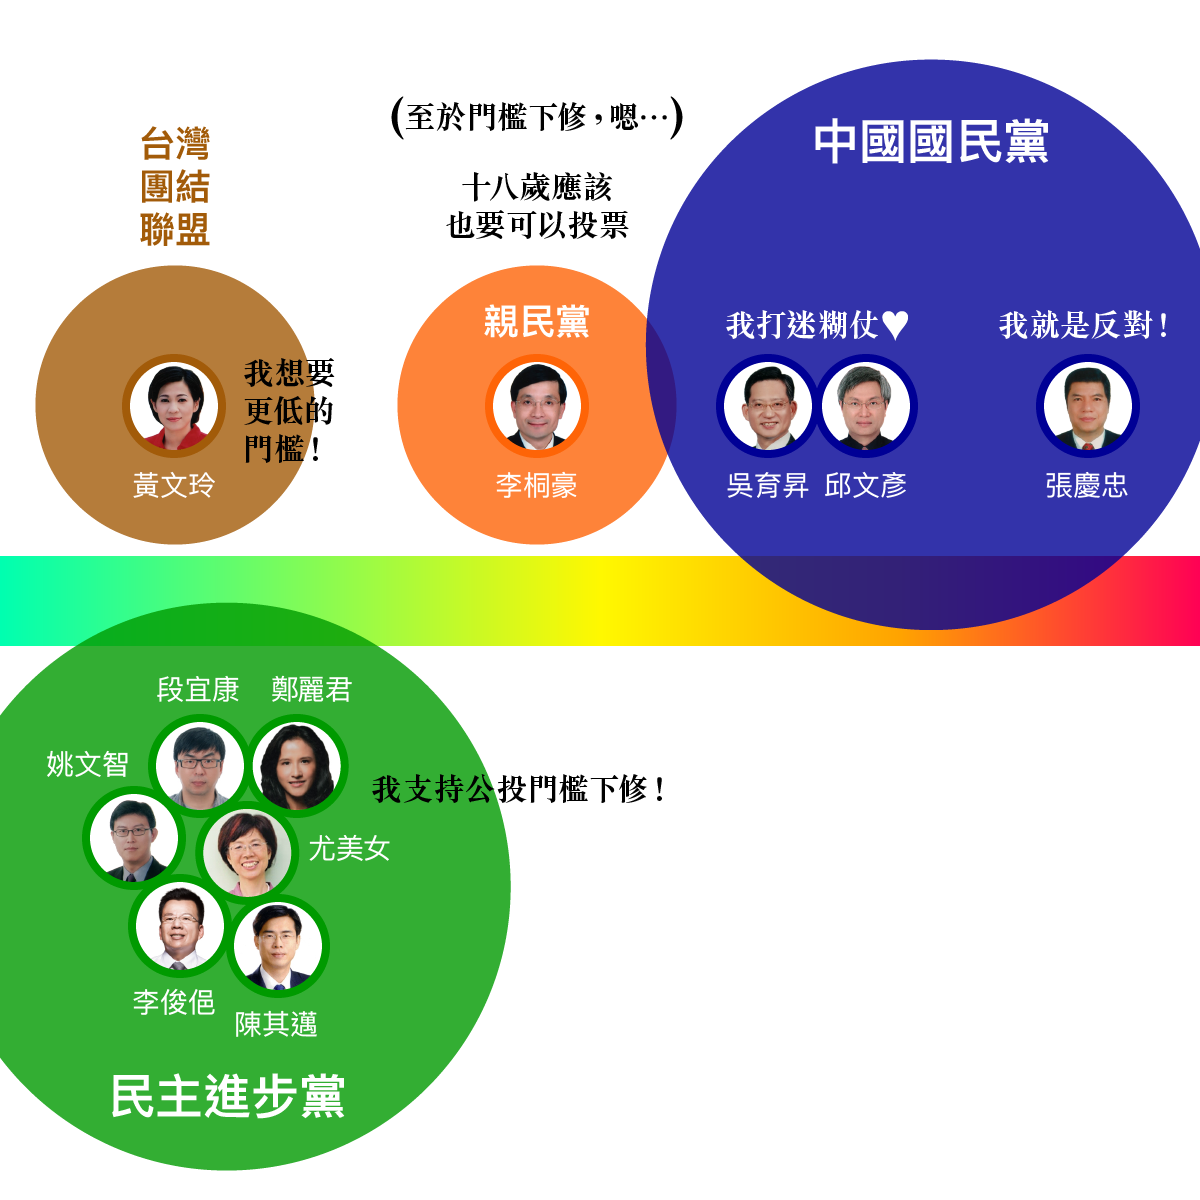 (至於門檻下修，嗯…)
十八歲應該
也要可以投票
台灣
團結
聯盟
我想要
更低的
門檻！
黃文玲
親民黨
李桐豪
中國國民黨
我打迷糊仗♥
我就是反對！
吳育昇
邱文彥
張慶忠
段宜康
鄭麗君
姚文智
我支持公投門檻下修！
尤美女
李俊俋
陳其邁
民主進步黨